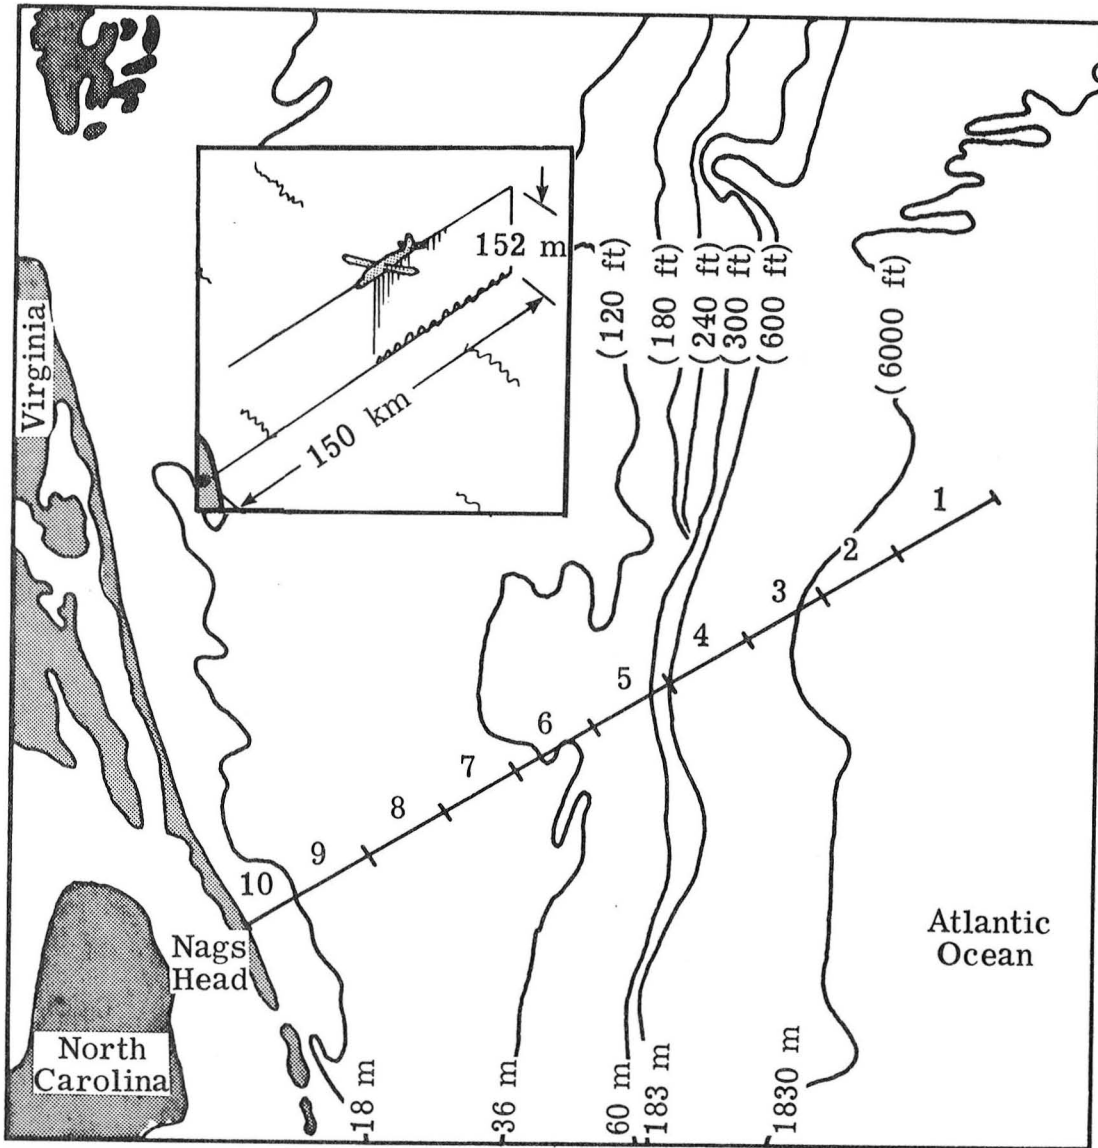 152 m
150 km
Virginia
(120 ft)
(180 ft)
(240 ft)
(300 ft)
(600 ft)
(6000 ft)
1
2
3
4
5
6
7
8
9
10
Nags
Head
North
Carolina
Atlantic
Ocean
18 m
36 m
60 m
183 m
1830 m